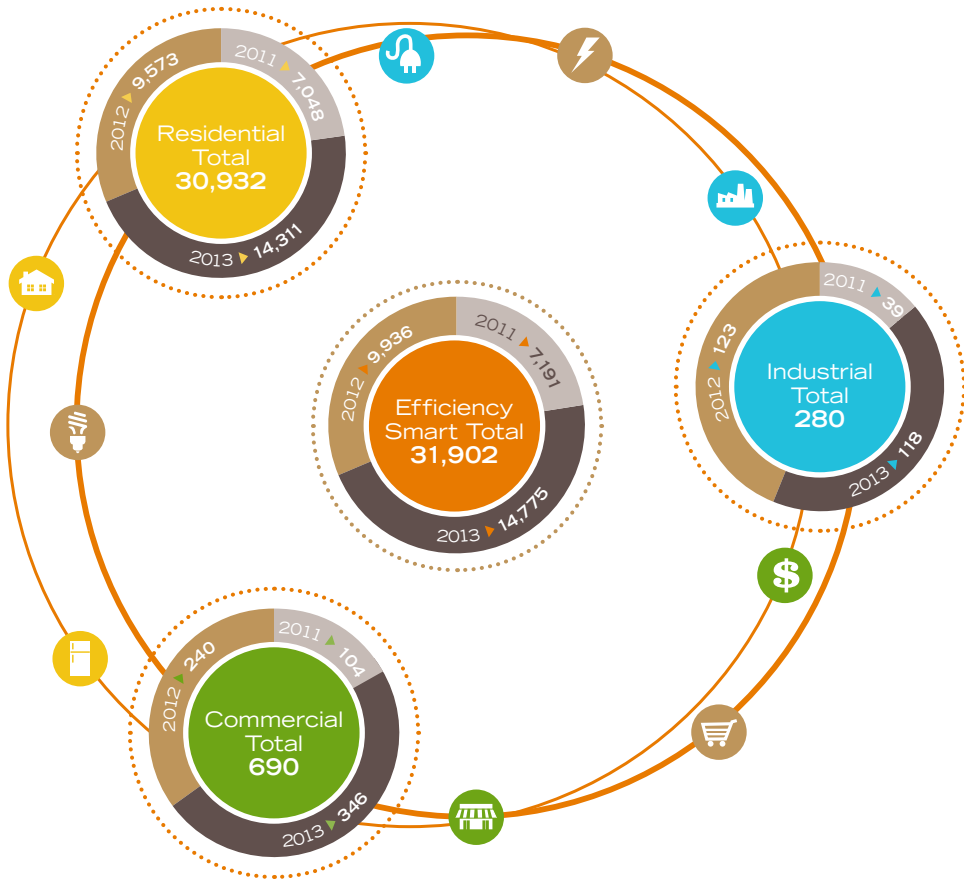 2011 ▲ 7,048
2012 ▲ 9,573
2013 ▲ 14,311
Residential
Total
30,932
2011 ▲ 39
2012 ▲ 123
2013 ▲ 118
Industrial
Total
280
2011 ▲ 7,191
2012 ▲ 9,936
2013 ▲ 14,775
Efficiency
Smart Total
31,902
$
2011 ▲ 104
2012 ▲ 240
2013 ▲ 346
Commercial
Total
690